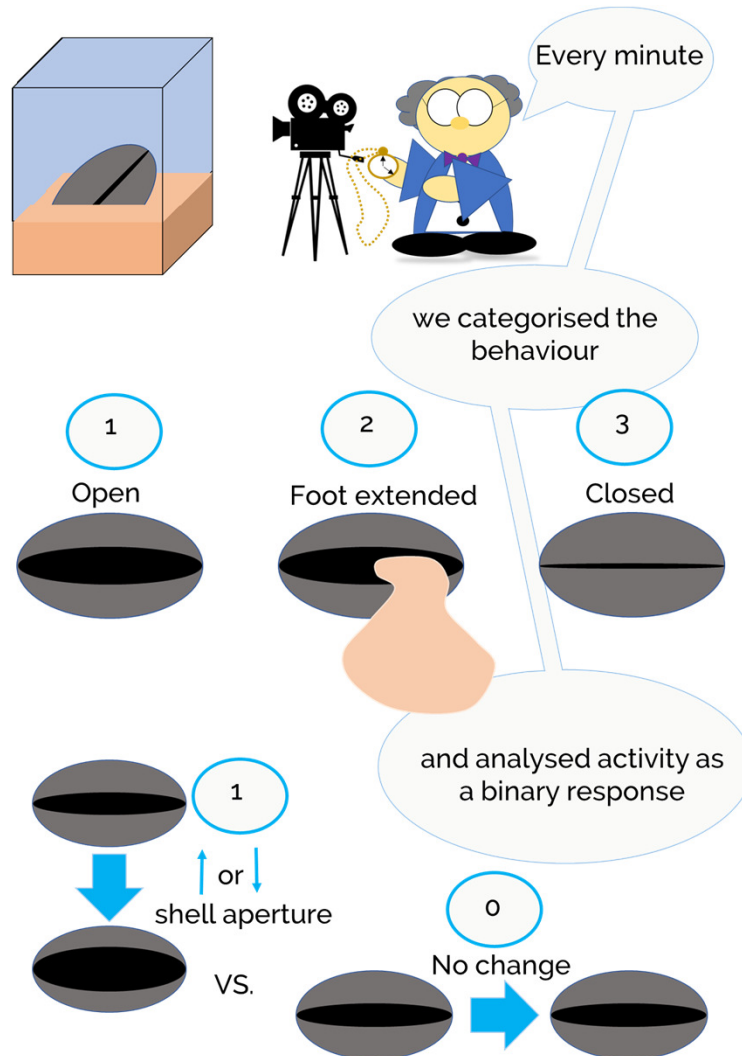 Every minute
we categorised the
behaviour
1
2
3
Open
Foot extended
Closed
and analysed activity as
a binary response
1
or
shell aperture
0
No change
VS.